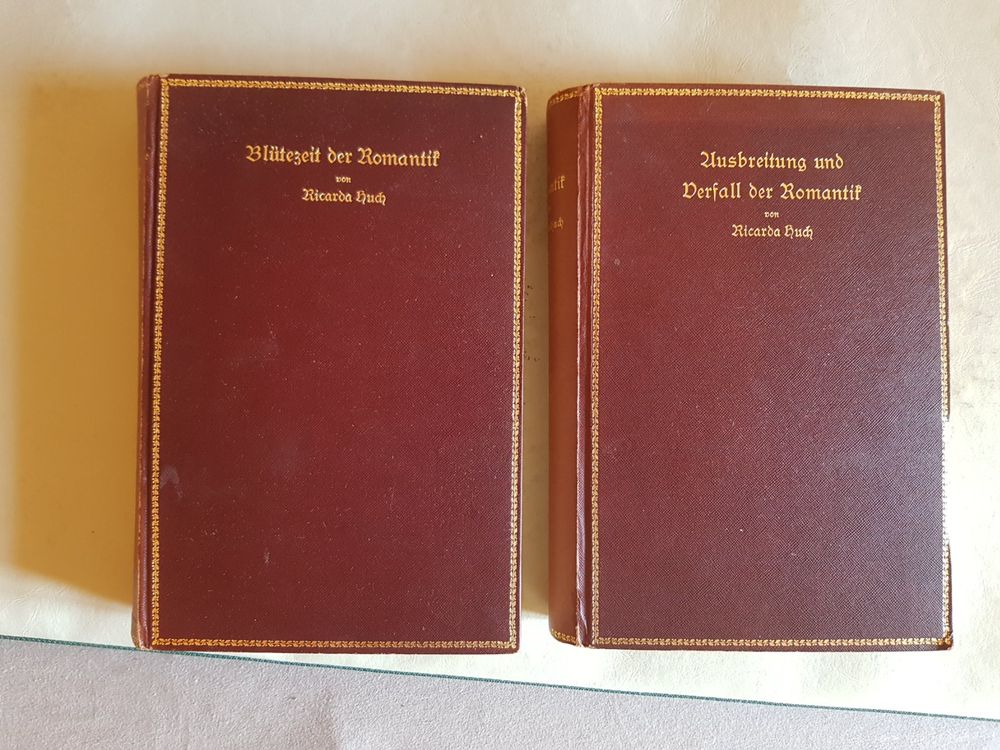 Blütezeit der Romantik
von
Ricarda Huch
Ausbreitung und
Verfall der Romantik
von
Ricarda Huch